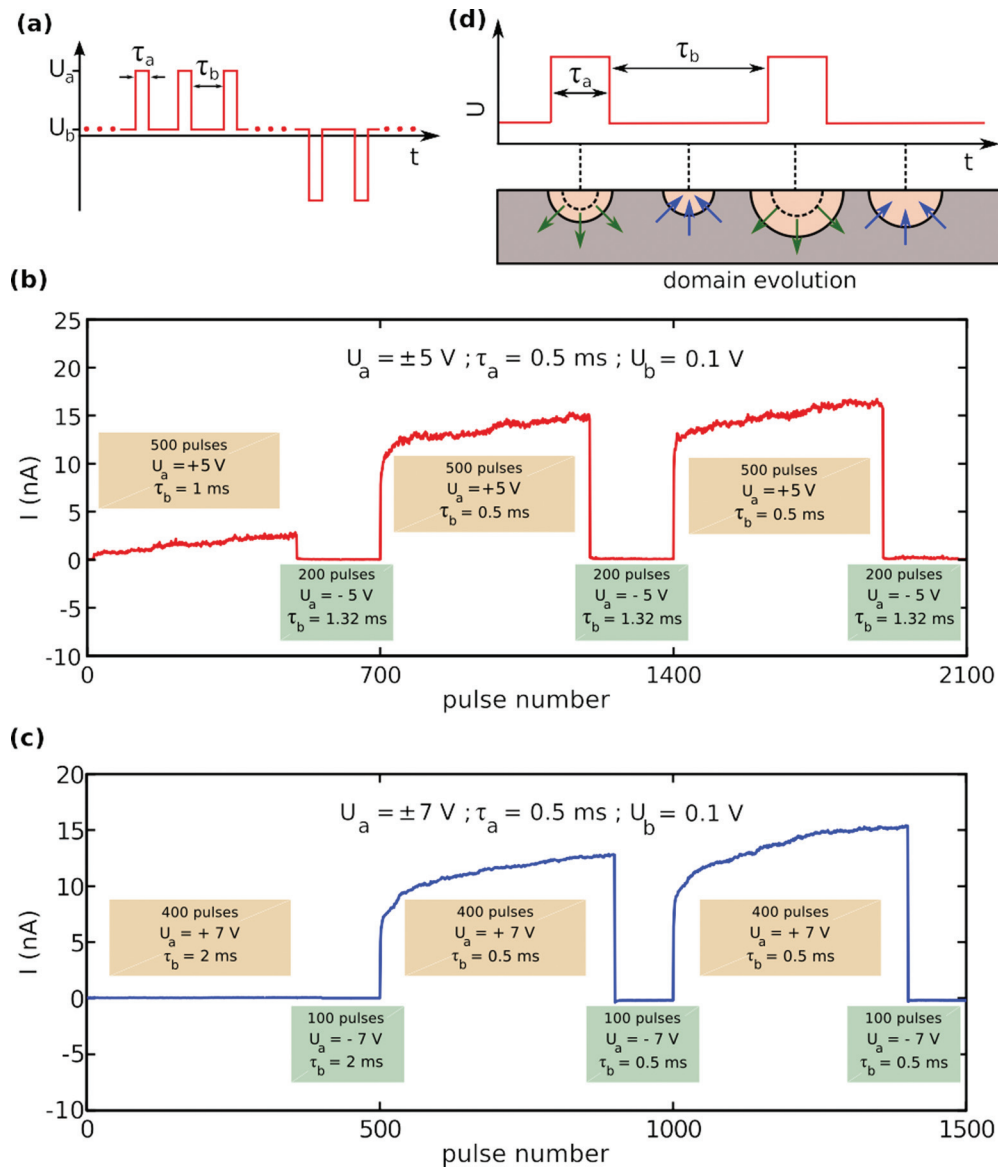 (a)
U_a
U_b
τ_a
τ_b
t
(d)
U
τ_a
τ_b
t
domain evolution
(b)
U_a = ±5 V ; τ_a = 0.5 ms ; U_b = 0.1 V
25
20
15
10
5
0
-5
-10
I (nA)
500 pulses
U_a = +5 V
τ_b = 1 ms
500 pulses
U_a = +5 V
τ_b = 0.5 ms
500 pulses
U_a = +5 V
τ_b = 0.5 ms
200 pulses
U_a = - 5 V
τ_b = 1.32 ms
200 pulses
U_a = - 5 V
τ_b = 1.32 ms
200 pulses
U_a = - 5 V
τ_b = 1.32 ms
0 700 1400 2100
pulse number
(c)
U_a = ±7 V ; τ_a = 0.5 ms ; U_b = 0.1 V
20
15
10
5
0
-5
-10
I (nA)
400 pulses
U_a = + 7 V
τ_b = 2 ms
400 pulses
U_a = + 7 V
τ_b = 0.5 ms
400 pulses
U_a = + 7 V
τ_b = 0.5 ms
100 pulses
U_a = - 7 V
τ_b = 2 ms
100 pulses
U_a = - 7 V
τ_b = 0.5 ms
100 pulses
U_a = - 7 V
τ_b = 0.5 ms
0 500 1000 1500
pulse number